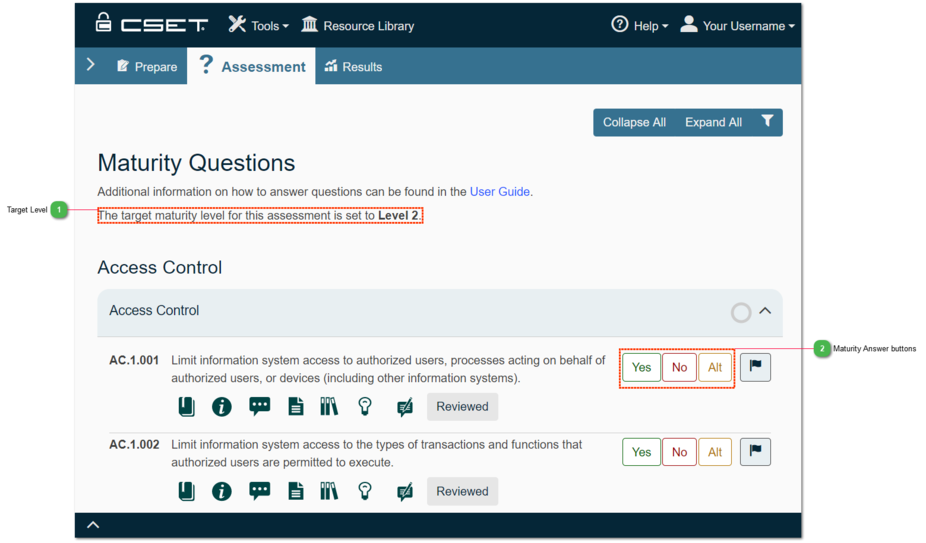 CSET Tools Resource Library Help Your Username
Prepare ? Assessment Results
Collapse All Expand All
Maturity Questions
Additional information on how to answer questions can be found in the User Guide.
Target Level 1 The target maturity level for this assessment is set to Level 2.
Access Control
Access Control
AC.1.001 Limit information system access to authorized users, processes acting on behalf of
authorized users, or devices (including other information systems).
Yes No Alt
2 Maturity Answer buttons
Reviewed
AC.1.002 Limit information system access to the types of transactions and functions that
authorized users are permitted to execute.
Yes No Alt
Reviewed